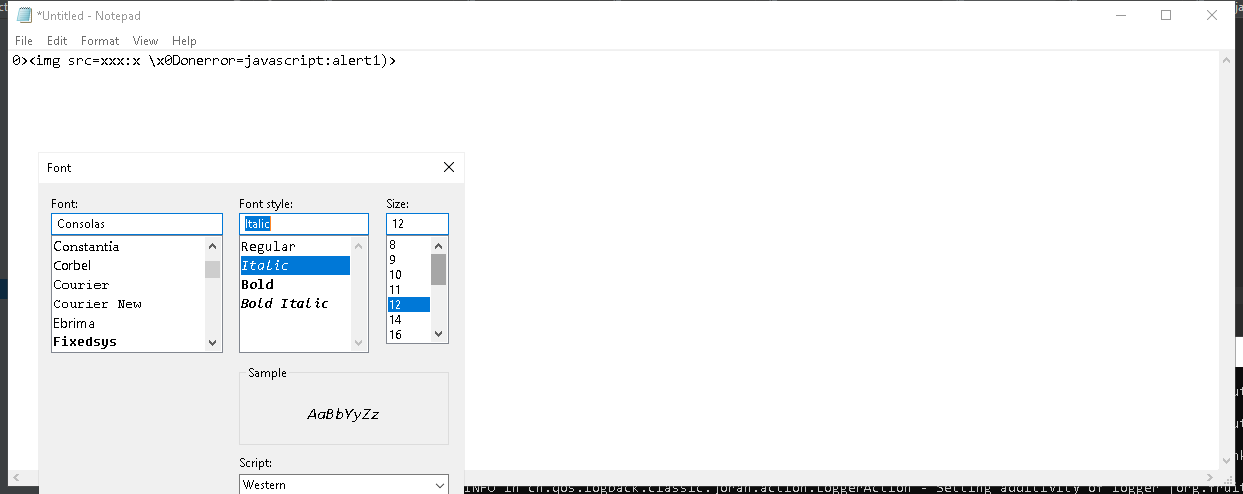 *Untitled - Notepad
File Edit Format View Help
0><img src=xxx:x \x0Donerror=javascript:alert1)>
Font
Font: Font style: Size:
Consolas Italic 12
Constantia Regular 8
Corbel Italic 9
Courier Bold 10
Courier New Bold Italic 11
Ebrima 12
Fixedsys 14
16
Sample
AaBbYyZz
Script:
Western
INFO in ch.qos.logback.classic.joran.action.LoggerAction - Setting additivity of logger